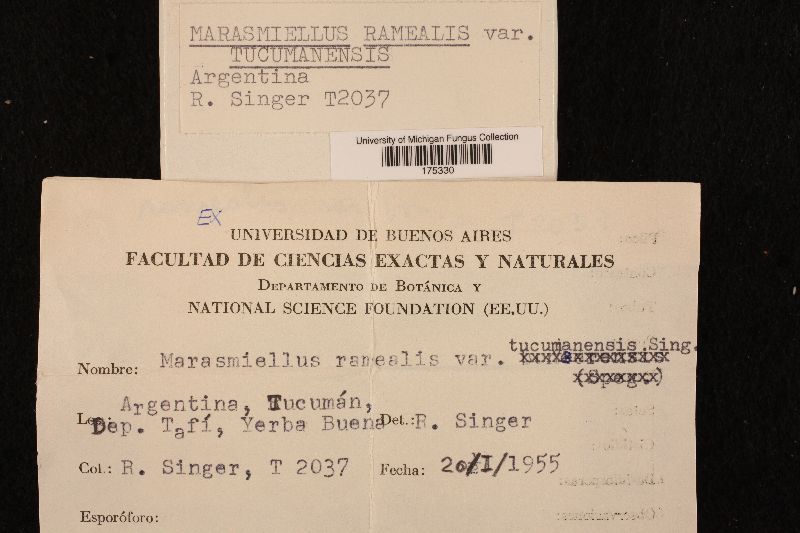 MARASMIELLUS RAMEALIS var.
TUCUMANENSIS
Argentina
R. Singer T2037
University of Michigan Fungus Collection
175330
EX
UNIVERSIDAD DE BUENOS AIRES
FACULTAD DE CIENCIAS EXACTAS Y NATURALES
DEPARTAMENTO DE BOTÁNICA Y
NATIONAL SCIENCE FOUNDATION (EE.UU.)
tucumanensis Sing.
Nombre: Marasmiellus ramealis var.
(Speg.)
Argentina, Tucumán,
Dep. Tafí, Yerba Buena Det.: R. Singer
Col.: R. Singer, T 2037 Fecha: 20/I/1955
Esporóforo: